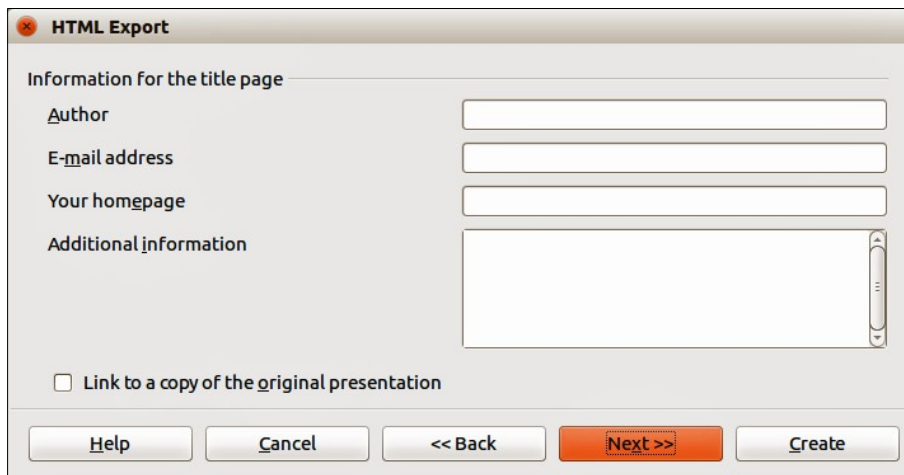 HTML Export
Information for the title page
Author
E-mail address
Your homepage
Additional information
Link to a copy of the original presentation
Help Cancel << Back Next >> Create